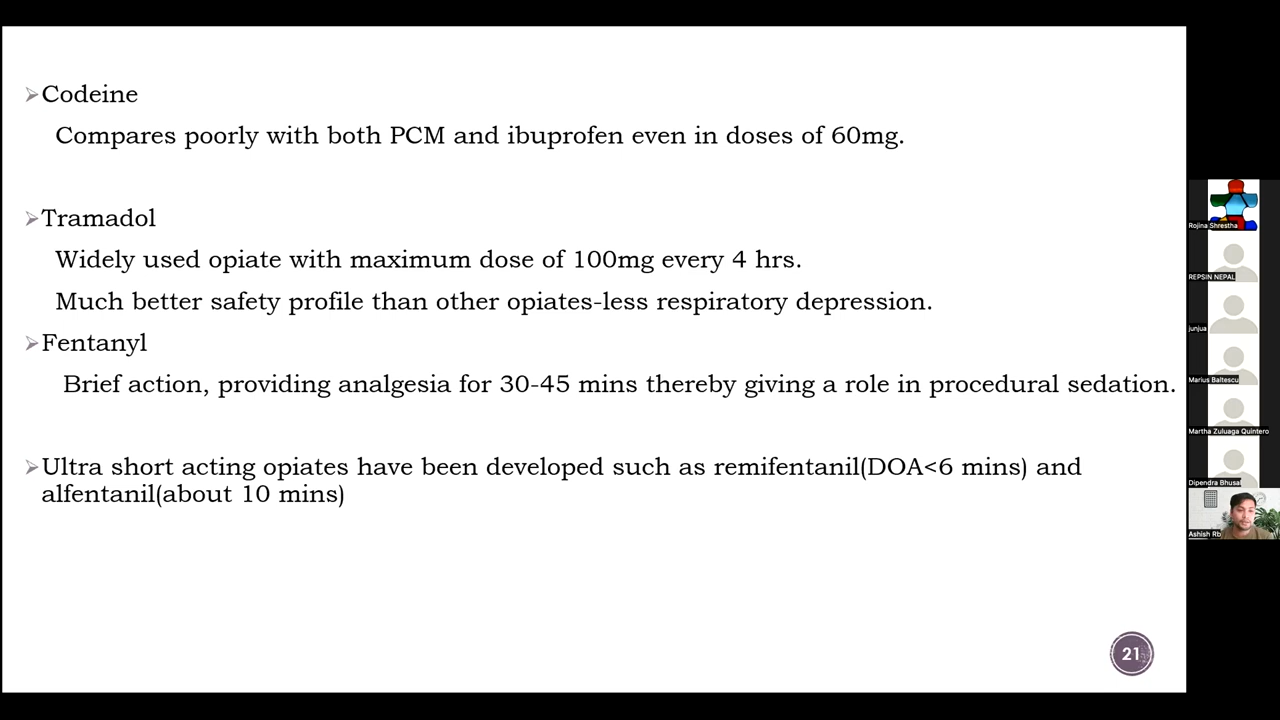 Codeine
Compares poorly with both PCM and ibuprofen even in doses of 60mg.
Tramadol
Widely used opiate with maximum dose of 100mg every 4 hrs.
Much better safety profile than other opiates-less respiratory depression.
Fentanyl
Brief action, providing analgesia for 30-45 mins thereby giving a role in procedural sedation.
Ultra short acting opiates have been developed such as remifentanil(DOA<6 mins) and
alfentanil(about 10 mins)
21
Rojina Shrestha
REPSIN NEPAL
junjua
Marius Baltescu
Martha Zuluaga Quintero
Dipendra Bhusal
Ashish Rb